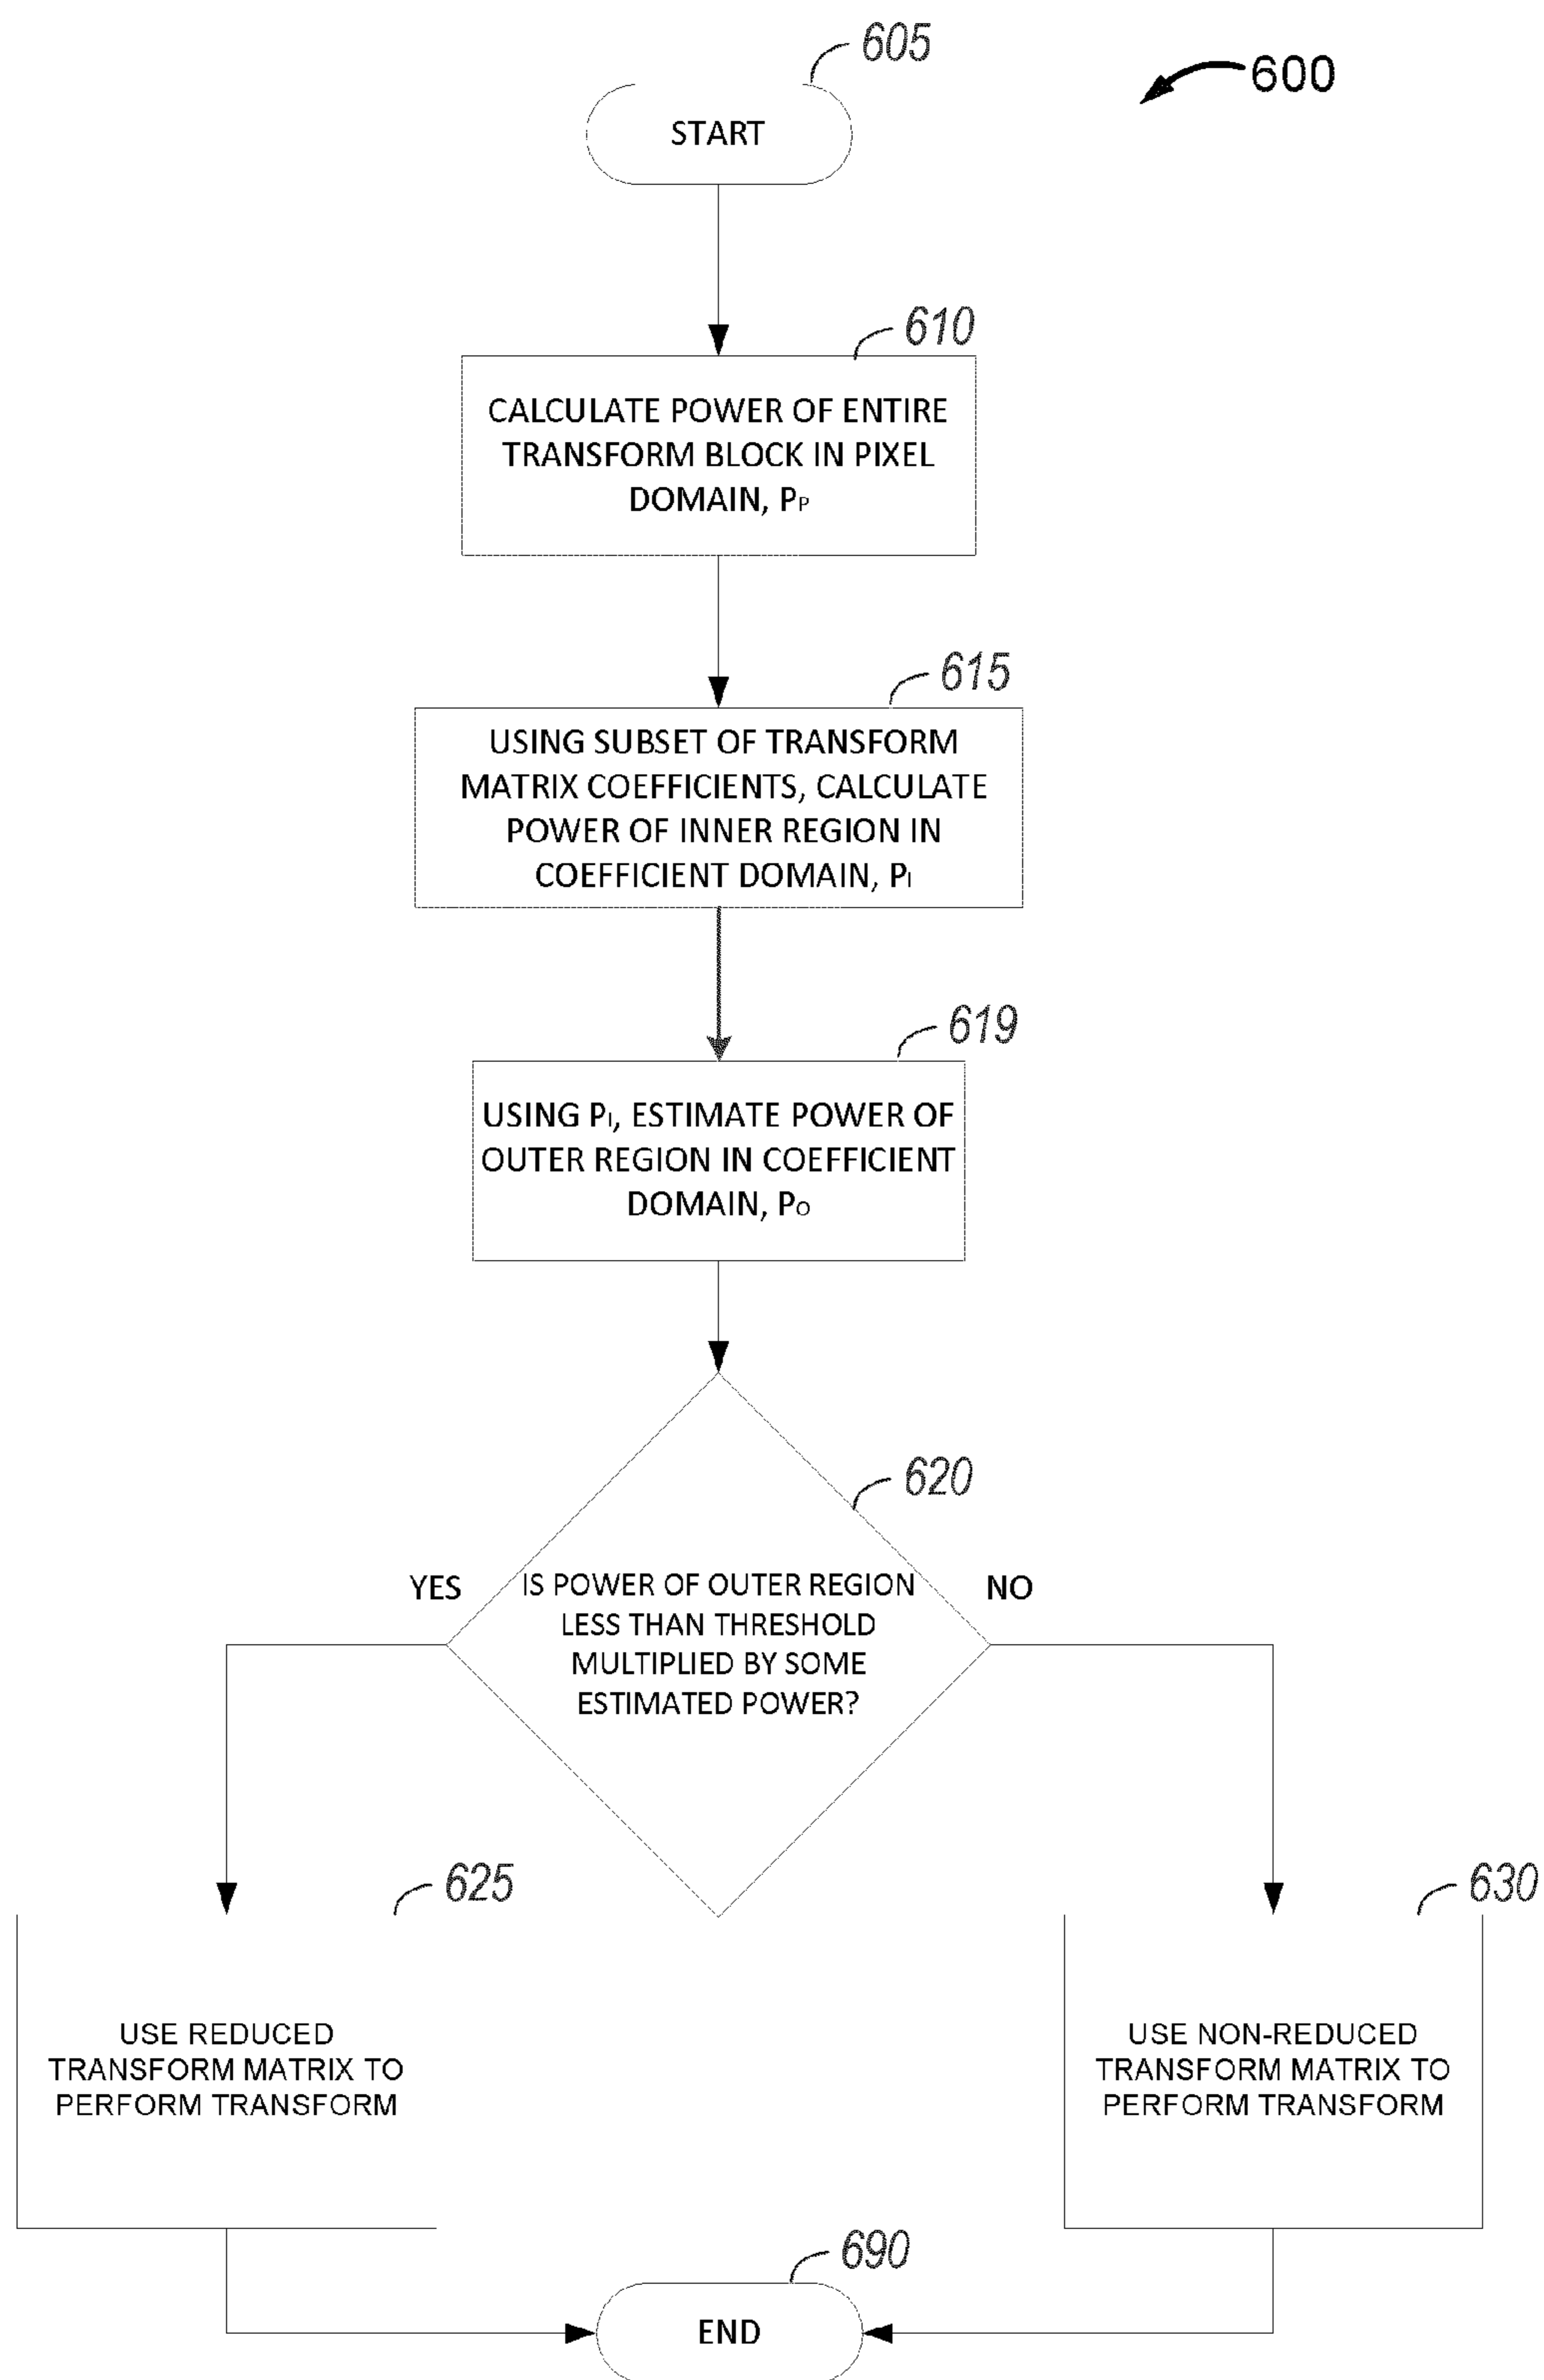 605
600
START
610
CALCULATE POWER OF ENTIRE
TRANSFORM BLOCK IN PIXEL
DOMAIN, PP
615
USING SUBSET OF TRANSFORM
MATRIX COEFFICIENTS, CALCULATE
POWER OF INNER REGION IN
COEFFICIENT DOMAIN, PI
619
USING PI, ESTIMATE POWER OF
OUTER REGION IN COEFFICIENT
DOMAIN, PO
620
YES
NO
IS POWER OF OUTER REGION
LESS THAN THRESHOLD
MULTIPLIED BY SOME
ESTIMATED POWER?
625
630
USE REDUCED
TRANSFORM MATRIX TO
PERFORM TRANSFORM
USE NON-REDUCED
TRANSFORM MATRIX TO
PERFORM TRANSFORM
690
END